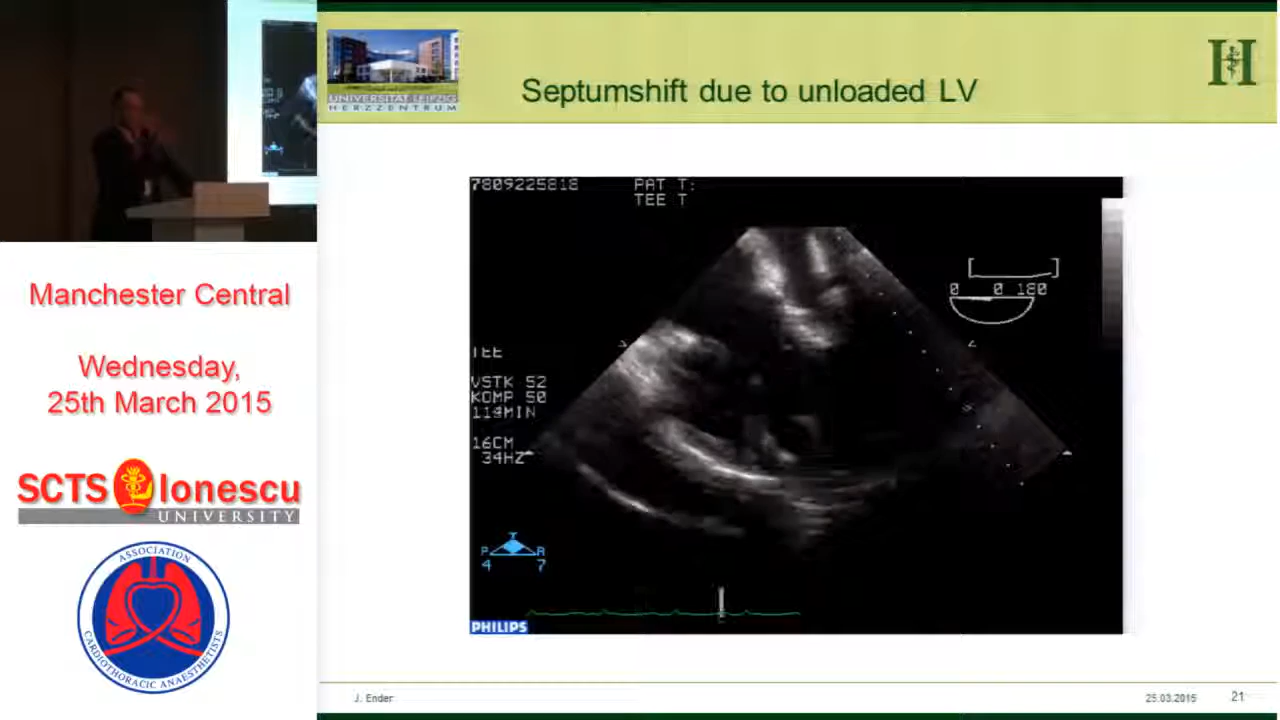 Septumshift due to unloaded LV
UNIVERSITÄT LEIPZIG
HERZZENTRUM
H
Manchester Central
Wednesday,
25th March 2015
SCTS Ionescu
UNIVERSITY
ASSOCIATION
CARDIOTHORACIC ANAESTHETISTS
7809225818
PAT T:
TEE T
0 0 180
TEE
VSTK 52
KOMP 50
114MIN
16CM
34HZ
P R
4 7
PHILIPS
J. Ender
25.03.2015
21